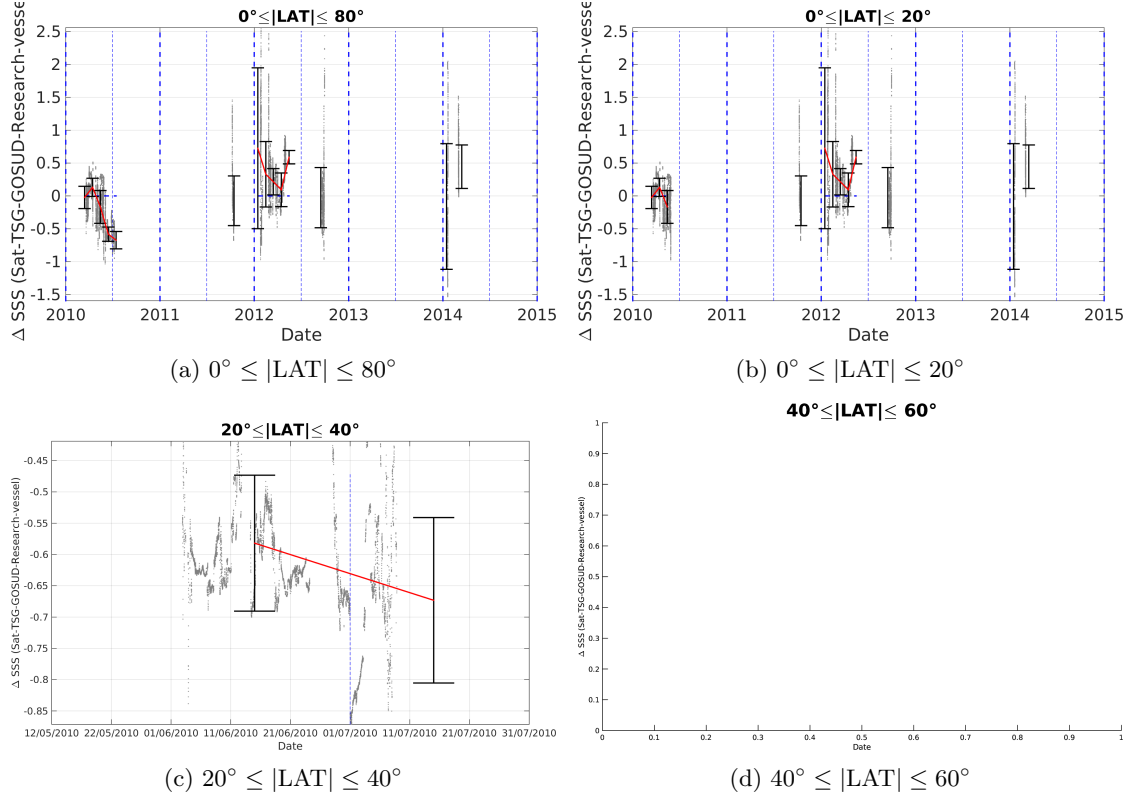 0°≤|LAT|≤ 80°
Δ SSS (Sat-TSG-GOSUD-Research-vessel)
2.5
2
1.5
1
0.5
0
-0.5
-1
-1.5
2010 2011 2012 2013 2014 2015
Date
(a) 0° ≤ |LAT| ≤ 80°
0°≤|LAT|≤ 20°
Δ SSS (Sat-TSG-GOSUD-Research-vessel)
2.5
2
1.5
1
0.5
0
-0.5
-1
-1.5
2010 2011 2012 2013 2014 2015
Date
(b) 0° ≤ |LAT| ≤ 20°
20°≤|LAT|≤ 40°
Δ SSS (Sat-TSG-GOSUD-Research-vessel)
-0.45
-0.5
-0.55
-0.6
-0.65
-0.7
-0.75
-0.8
-0.85
12/05/2010 22/05/2010 01/06/2010 11/06/2010 21/06/2010 01/07/2010 11/07/2010 21/07/2010 31/07/2010
Date
(c) 20° ≤ |LAT| ≤ 40°
40°≤|LAT|≤ 60°
Δ SSS (Sat-TSG-GOSUD-Research-vessel)
1
0.9
0.8
0.7
0.6
0.5
0.4
0.3
0.2
0.1
0
0 0.1 0.2 0.3 0.4 0.5 0.6 0.7 0.8 0.9 1
Date
(d) 40° ≤ |LAT| ≤ 60°